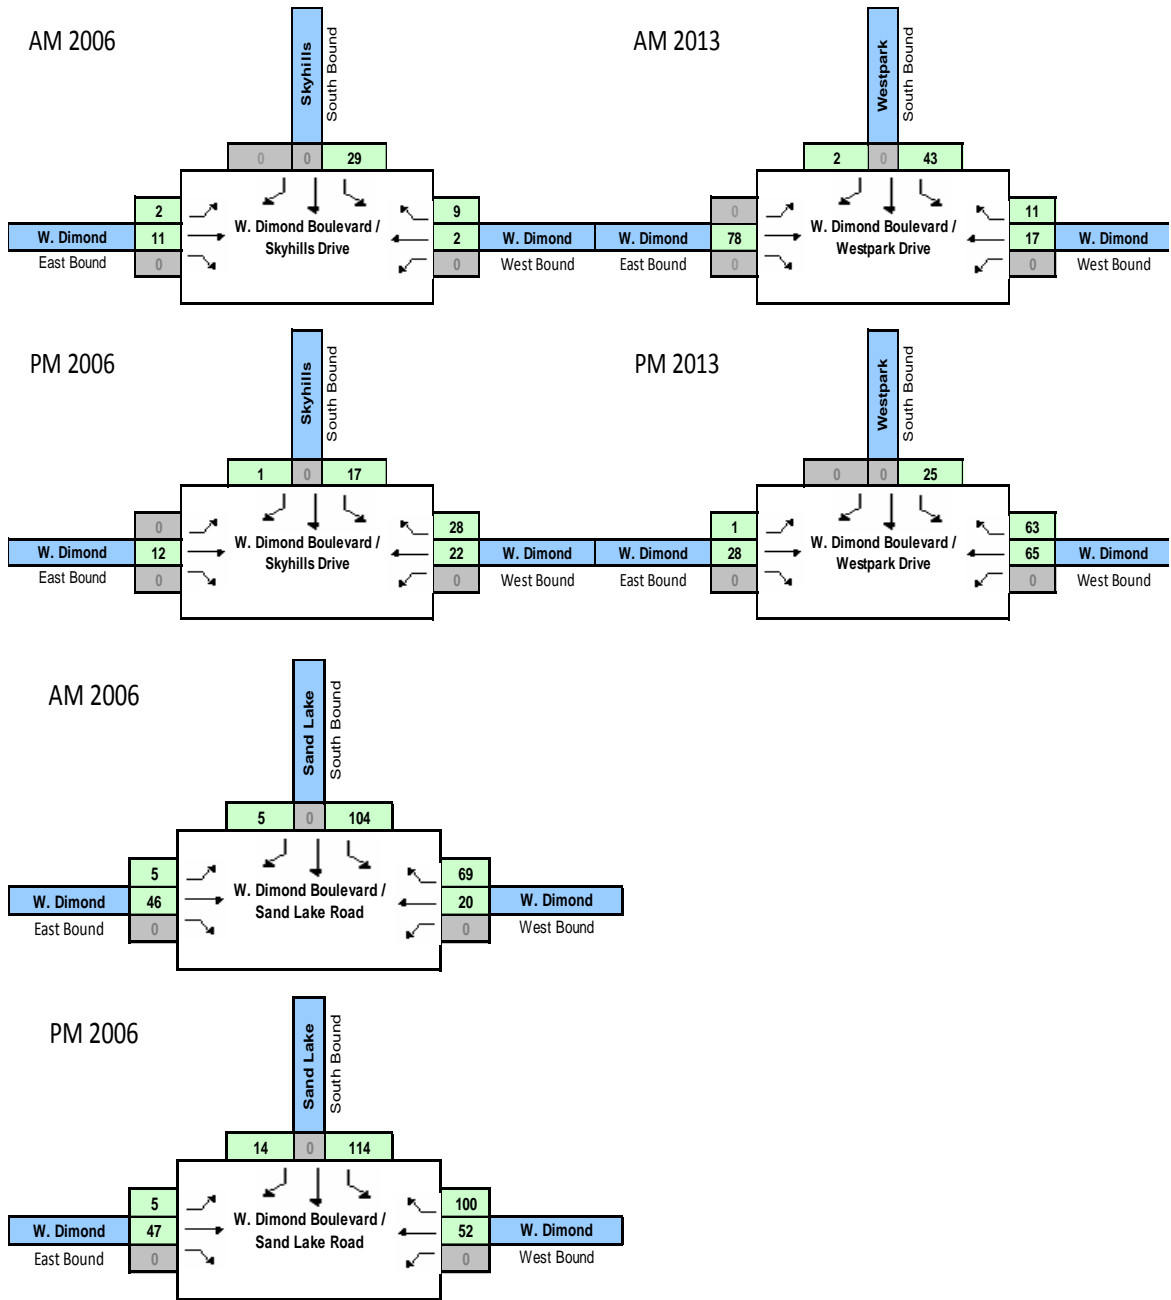 AM 2006
AM 2013
Skyhills
South Bound
Westpark
South Bound
0 0 29
2 0 43
2
9
0
11
W. Dimond 11
W. Dimond Boulevard /
Skyhills Drive
2 W. Dimond
W. Dimond 78
W. Dimond Boulevard /
Westpark Drive
17 W. Dimond
East Bound 0
0 West Bound
East Bound 0
0 West Bound
PM 2006
PM 2013
Skyhills
South Bound
Westpark
South Bound
1 0 17
0 0 25
0
28
1
63
W. Dimond 12
W. Dimond Boulevard /
Skyhills Drive
22 W. Dimond
W. Dimond 28
W. Dimond Boulevard /
Westpark Drive
65 W. Dimond
East Bound 0
0 West Bound
East Bound 0
0 West Bound
AM 2006
Sand Lake
South Bound
5 0 104
5
69
W. Dimond 46
W. Dimond Boulevard /
Sand Lake Road
20 W. Dimond
East Bound 0
0 West Bound
PM 2006
Sand Lake
South Bound
14 0 114
5
100
W. Dimond 47
W. Dimond Boulevard /
Sand Lake Road
52 W. Dimond
East Bound 0
0 West Bound